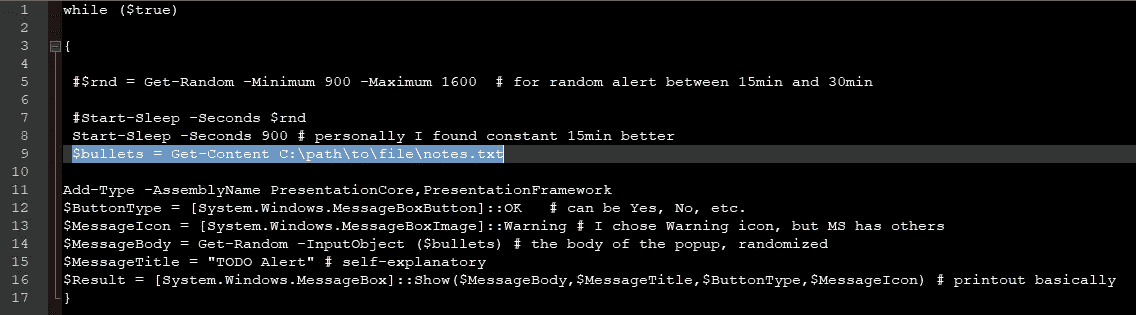 1 while ($true)
2
3 {
4
5 #$rnd = Get-Random -Minimum 900 -Maximum 1600 # for random alert between 15min and 30min
6
7 #Start-Sleep -Seconds $rnd
8 Start-Sleep -Seconds 900 # personally I found constant 15min better
9 $bullets = Get-Content C:\path\to\file\notes.txt
10
11 Add-Type -AssemblyName PresentationCore,PresentationFramework
12 $ButtonType = [System.Windows.MessageBoxButton]::OK # can be Yes, No, etc.
13 $MessageIcon = [System.Windows.MessageBoxImage]::Warning # I chose Warning icon, but MS has others
14 $MessageBody = Get-Random -InputObject ($bullets) # the body of the popup, randomized
15 $MessageTitle = "TODO Alert" # self-explanatory
16 $Result = [System.Windows.MessageBox]::Show($MessageBody,$MessageTitle,$ButtonType,$MessageIcon) # printout basically
17 }